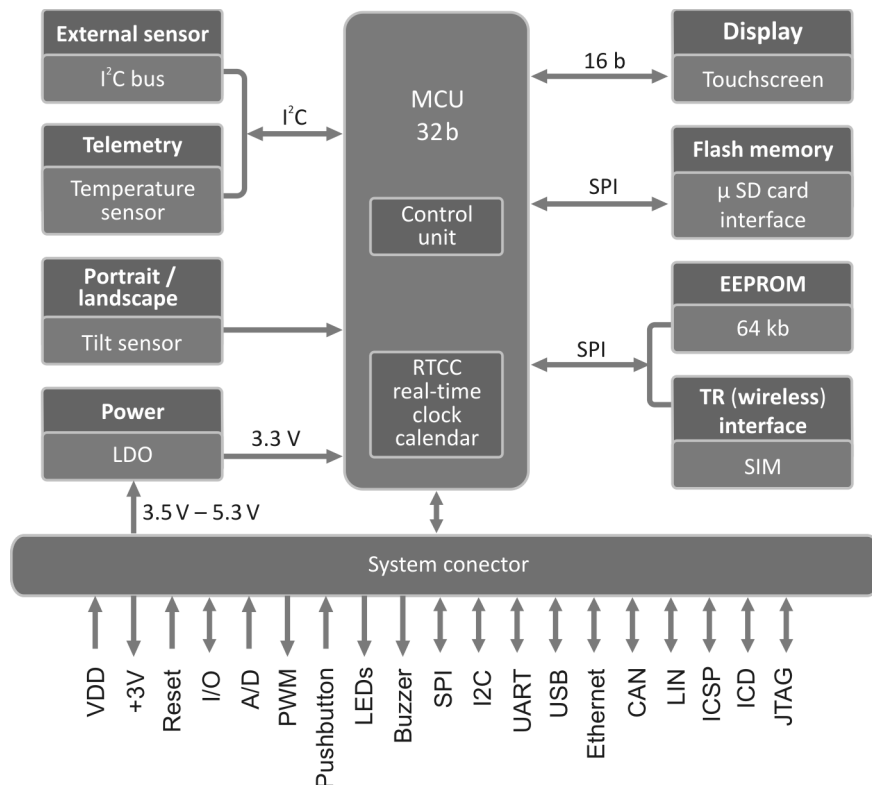 External sensor
I²C bus
Telemetry
Temperature
sensor
I²C
Portrait /
landscape
Tilt sensor
Power
LDO
3.3 V
3.5 V – 5.3 V
MCU
32 b
Control
unit
RTCC
real-time
clock
calendar
16 b
Display
Touchscreen
SPI
Flash memory
µ SD card
interface
SPI
EEPROM
64 kb
TR (wireless)
interface
SIM
System conector
VDD
+3V
Reset
I/O
A/D
PWM
Pushbutton
LEDs
Buzzer
SPI
I2C
UART
USB
Ethernet
CAN
LIN
ICSP
ICD
JTAG